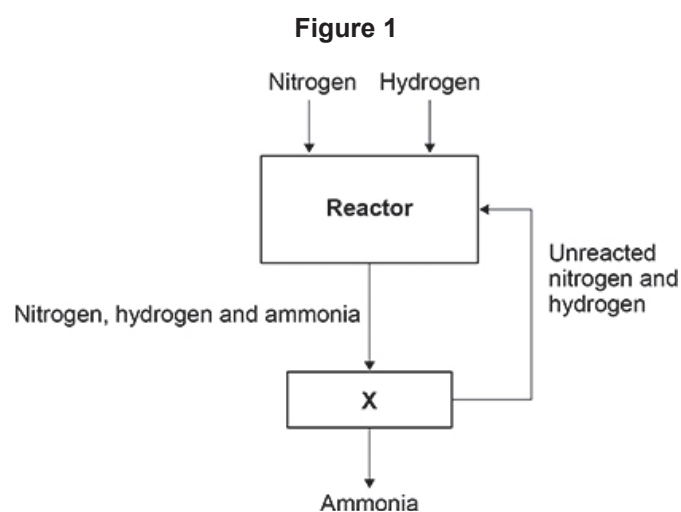 Figure 1
Nitrogen Hydrogen
Reactor
Unreacted
nitrogen and
hydrogen
Nitrogen, hydrogen and ammonia
X
Ammonia